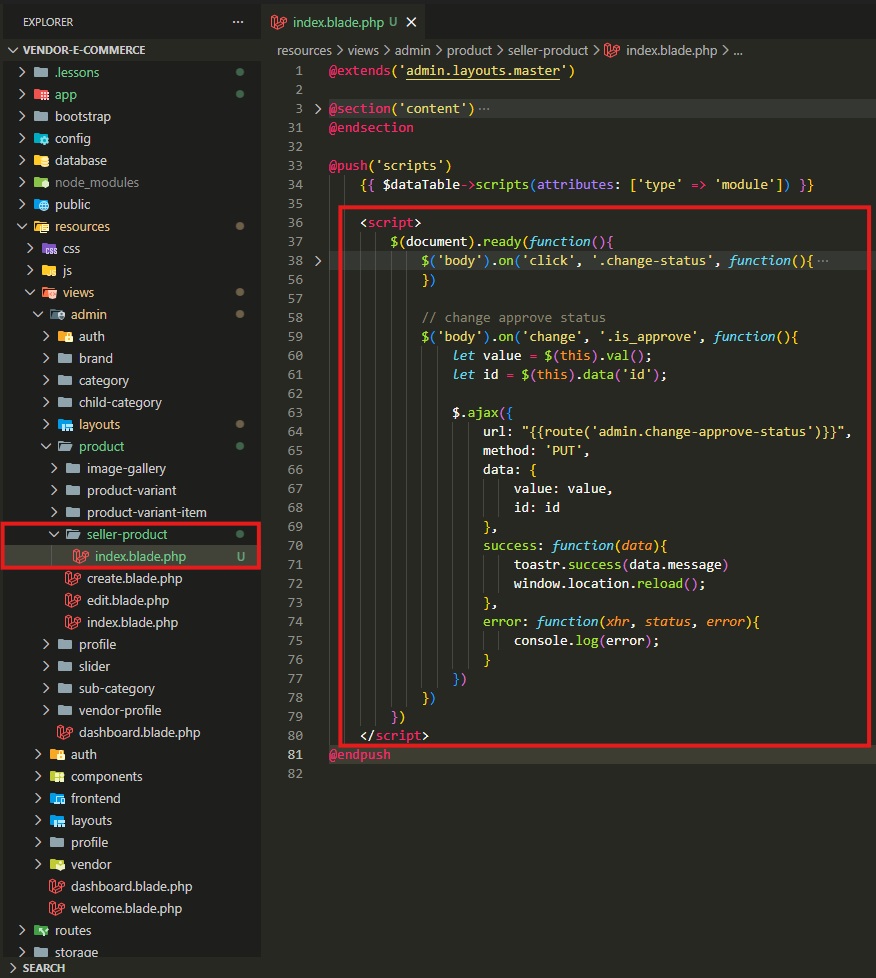 EXPLORER
VENDOR-E-COMMERCE
.lessons
app
bootstrap
config
database
node_modules
public
resources
css
js
views
admin
auth
brand
category
child-category
layouts
product
image-gallery
product-variant
product-variant-item
seller-product
index.blade.php U
create.blade.php
edit.blade.php
index.blade.php
profile
slider
sub-category
vendor-profile
dashboard.blade.php
auth
components
frontend
layouts
profile
vendor
dashboard.blade.php
welcome.blade.php
routes
storage
SEARCH
index.blade.php U
resources > views > admin > product > seller-product > index.blade.php > ...
1 @extends('admin.layouts.master')
2
3 @section('content') ...
31 @endsection
32
33 @push('scripts')
34 {{ $dataTable->scripts(attributes: ['type' => 'module']) }}
35
36 <script>
37 $(document).ready(function(){
38 $('body').on('click', '.change-status', function(){ ...
56 })
57
58 // change approve status
59 $('body').on('change', '.is_approve', function(){
60 let value = $(this).val();
61 let id = $(this).data('id');
62
63 $.ajax({
64 url: "{{route('admin.change-approve-status')}}",
65 method: 'PUT',
66 data: {
67 value: value,
68 id: id
69 },
70 success: function(data){
71 toastr.success(data.message)
72 window.location.reload();
73 },
74 error: function(xhr, status, error){
75 console.log(error);
76 }
77 })
78 })
79 })
80 </script>
81 @endpush
82